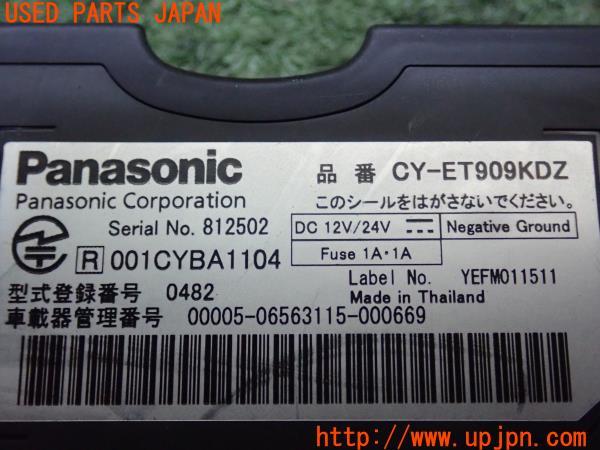 USED PARTS JAPAN
Panasonic
品番 CY-ET909KDZ
Panasonic Corporation
このシールをはがさないでください。
Serial No. 812502
DC 12V/24V
Negative Ground
Fuse 1A・1A
R 001CYBA1104
Label No. YEFM011511
型式登録番号 0482
Made in Thailand
車載器管理番号 00005-06563115-000669
http://www.upjpn.com/